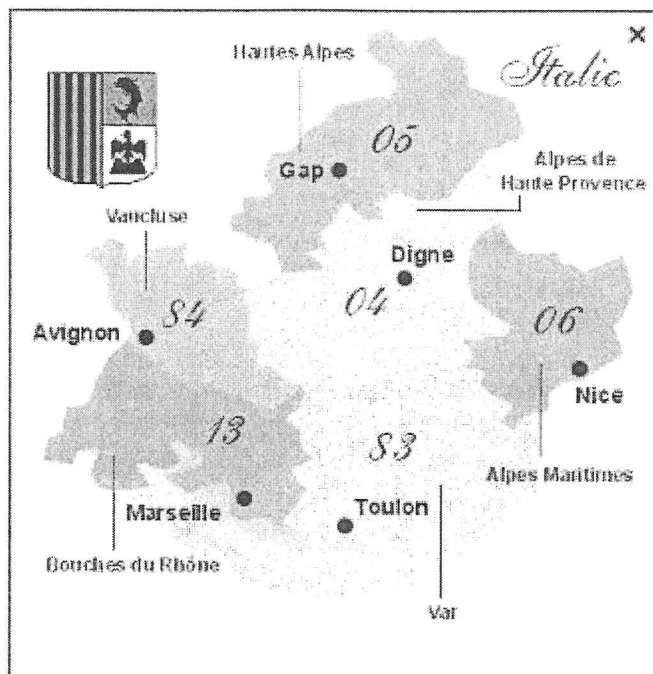 Hautes Alpes
×
Italic
05
Gap
Alpes de
Haute Provence
Vaucluse
Digne
84
04
06
Avignon
Nice
13
83
Alpes Maritimes
Marseille
Toulon
Bouches du Rhône
Var